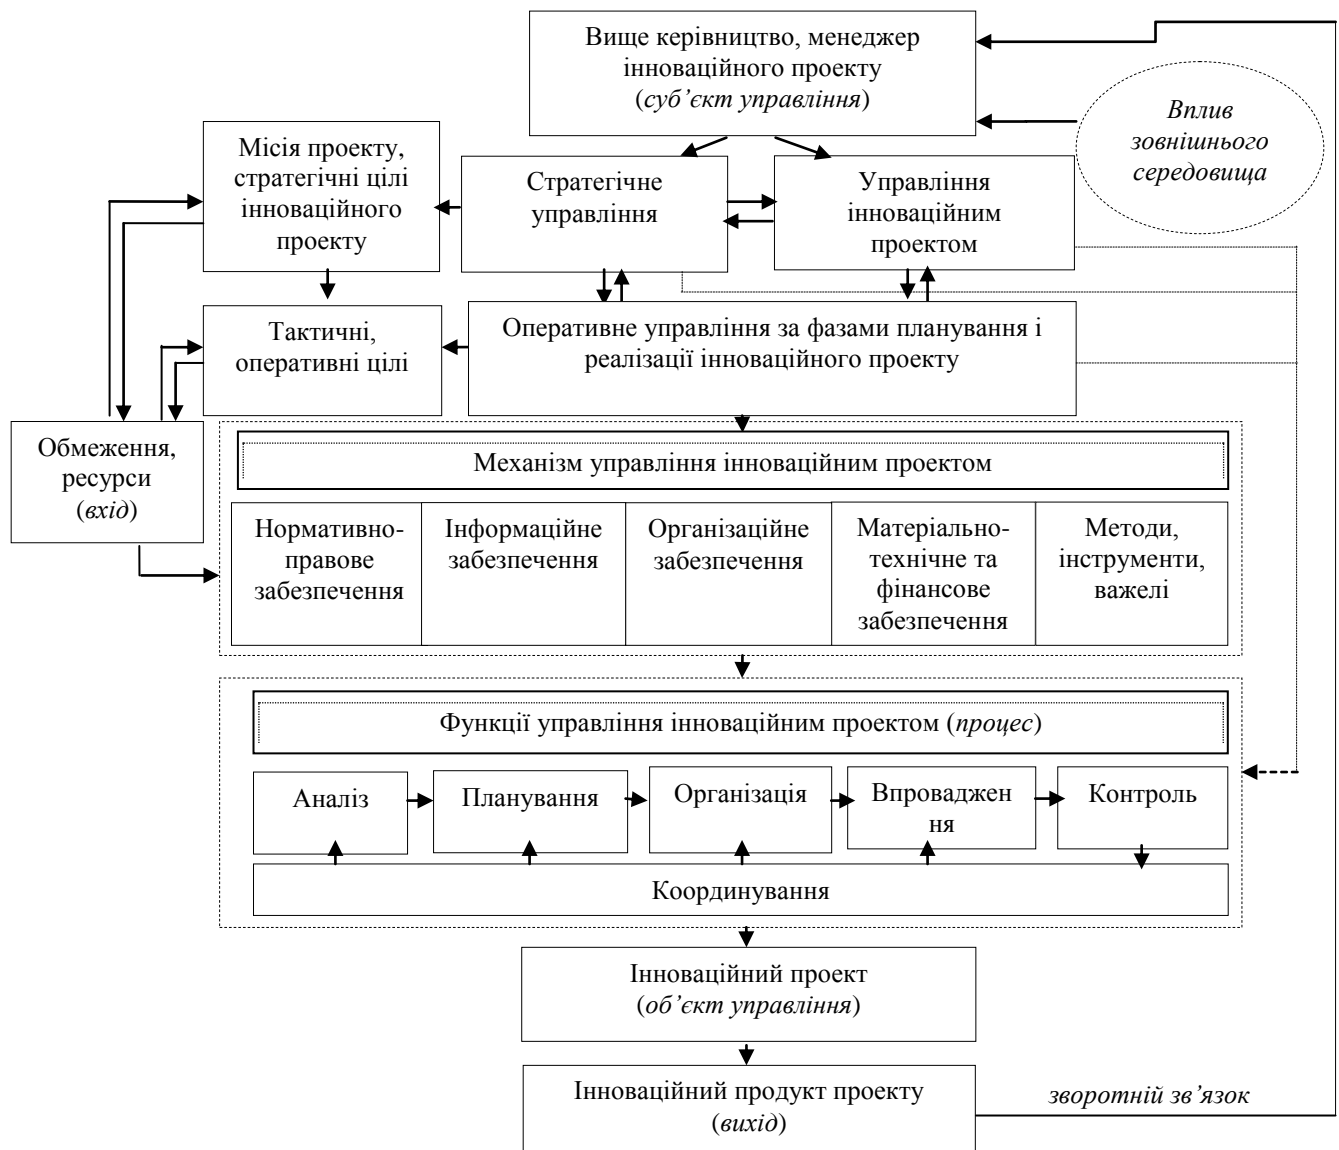 Вище керівництво, менеджер
інноваційного проекту
(суб’єкт управління)
Вплив
зовнішнього
середовища
Місія проекту,
стратегічні цілі
інноваційного
проекту
Стратегічне
управління
Управління
інноваційним
проектом
Тактичні,
оперативні цілі
Оперативне управління за фазами планування і
реалізації інноваційного проекту
Обмеження,
ресурси
(вхід)
Механізм управління інноваційним проектом
Нормативно-
правове
забезпечення
Інформаційне
забезпечення
Організаційне
забезпечення
Матеріально-
технічне та
фінансове
забезпечення
Методи,
інструменти,
важелі
Функції управління інноваційним проектом (процес)
Аналіз
Планування
Організація
Впроваджен
ня
Контроль
Координування
Інноваційний проект
(об’єкт управління)
Інноваційний продукт проекту
(вихід)
зворотній зв’язок